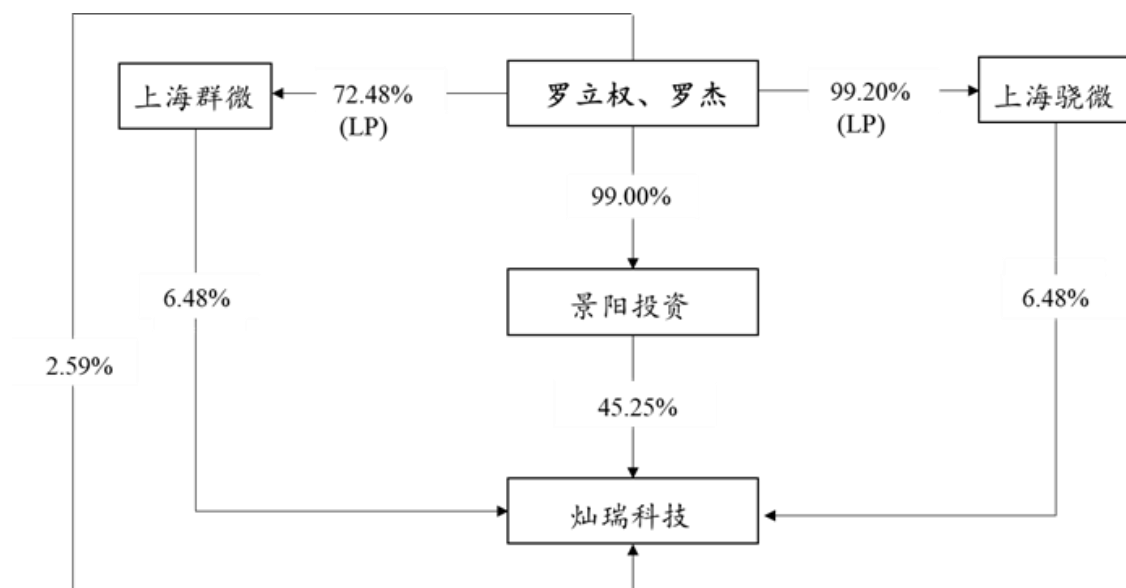 上海群微
72.48%
(LP)
罗立权、罗杰
99.20%
(LP)
上海骁微
99.00%
6.48%
景阳投资
6.48%
2.59%
45.25%
灿瑞科技